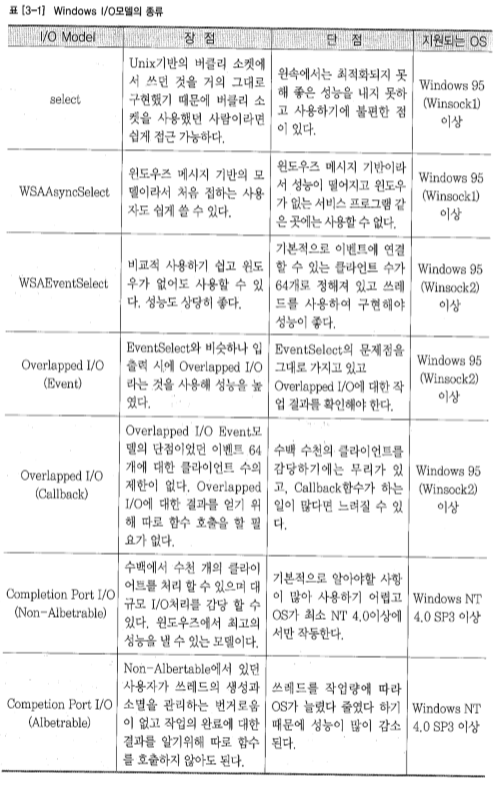 표 [3-1] Windows I/O모델의 종류
I/O Model 장 점 단 점 지원되는 OS
select
Unix기반의 버클리 소켓에
서 쓰던 것을 거의 그대로
구현했기 때문에 버클리 소
켓을 사용했던 사람이라면
쉽게 접근 가능하다.
윈속에서는 최적화되지 못
해 좋은 성능을 내지 못하
고 사용하기에 불편한 점
이 있다.
Windows 95
(Winsock1)
이상
WSAAsyncSelect
윈도우즈 메시지 기반의 모
델이라서 처음 접하는 사용
자도 쉽게 쓸 수 있다.
윈도우즈 메시지 기반이라
서 성능이 떨어지고 윈도우
가 없는 서비스 프로그램 같
은 곳에는 사용할 수 없다.
Windows 95
(Winsock1)
이상
WSAEventSelect
비교적 사용하기 쉽고 윈도
우가 없어도 사용할 수 있
다. 성능도 상당히 좋다.
기본적으로 이벤트에 연결
할 수 있는 클라언트 수가
64개로 정해져 있고 쓰레
드를 사용하여 구현해야
성능이 좋다.
Windows 95
(Winsock2)
이상
Overlapped I/O
(Event)
EventSelect와 비슷하나 입
출력 시에 Overlapped I/O
라는 것을 사용해 성능을 높
였다.
EventSelect의 문제점을
그대로 가지고 있고
Overlapped I/O에 대한 작
업 결과를 확인해야 한다.
Windows 95
(Winsock2)
이상
Overlapped I/O
(Callback)
Overlapped I/O Event모
델의 단점이었던 이벤트 64
개에 대한 클라이언트 수의
제한이 없다. Overlapped
I/O에 대한 결과를 얻기 위
해 따로 함수 호출을 할 필
요가 없다.
수백 수천의 클라이언트를
감당하기에는 무리가 있
고, Callback함수가 하는
일이 많다면 느려질 수 있
다.
Windows 95
(Winsock2)
이상
Completion Port I/O
(Non-Albetrable)
수백에서 수천 개의 클라이
어트를 처리 할 수 있으며 대
규모 I/O처리를 감당 할 수
있다. 윈도우즈에서 최고의
성능을 낼 수 있는 모델이다.
기본적으로 알아야할 사항
이 많아 사용하기 어렵고
OS가 최소 NT 4.0이상에
서만 작동한다.
Windows NT
4.0 SP3 이상
Competion Port I/O
(Albetrable)
Non-Albertable에서 있던
사용자가 쓰레드의 생성과
소멸을 관리하는 번거로움
이 없고 작업의 완료에 대한
결과를 알기위해 따로 함수
를 호출하지 않아도 된다.
쓰레드를 작업량에 따라
OS가 늘렸다 줄였다 하기
때문에 성능이 많이 감소
된다.
Windows NT
4.0 SP3 이상